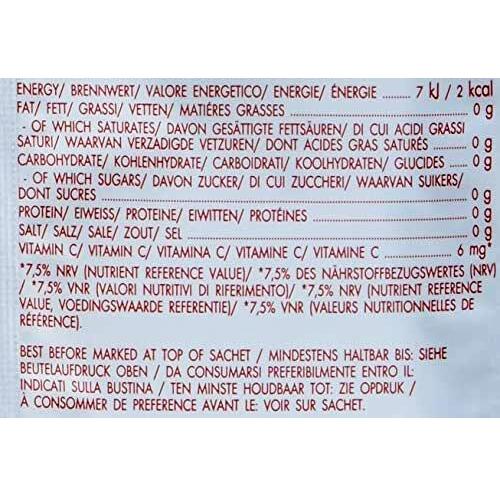 ENERGY/ BRENNWERT/ VALORE ENERGETICO/ ENERGIE/ ÉNERGIE ......... 7 kJ / 2 kcal
FAT/ FETT/ GRASSI/ VETTEN/ MATIÈRES GRASSES ........ 0 g
- OF WHICH SATURATES/ DAVON GESÄTTIGTE FETTSÄUREN/ DI CUI ACIDI GRASSI
SATURI/ WAARVAN VERZADIGDE VETZUREN/ DONT ACIDES GRAS SATURÉS ........ 0 g
CARBOHYDRATE/ KOHLENHYDRATE/ CARBOIDRATI/ KOOLHYDRATEN/ GLUCIDES ...... 0 g
- OF WHICH SUGARS/ DAVON ZUCKER/ DI CUI ZUCCHERI/ WAARVAN SUIKERS/
DONT SUCRES ........ 0 g
PROTEIN/ EIWEISS/ PROTEINE/ EIWITTEN/ PROTÉINES ........ 0 g
SALT/ SALZ/ SALE/ ZOUT/ SEL ........ 0 g
VITAMIN C/ VITAMIN C/ VITAMINA C/ VITAMINE C/ VITAMINE C ........ 6 mg*
*7,5% NRV (NUTRIENT REFERENCE VALUE)/ *7,5% DES NÄHRSTOFFBEZUGSWERTES (NRV)
/ *7,5% VNR (VALORI NUTRITIVI DI RIFERIMENTO)/ *7,5% NRV (NUTRIENT REFERENCE
VALUE, VOEDINGSWAARDE REFERENTIE)/ *7,5% VNR (VALEURS NUTRITIONNELLES DE
RÉFÉRENCE).
BEST BEFORE MARKED AT TOP OF SACHET / MINDESTENS HALTBAR BIS: SIEHE
BEUTELAUFDRUCK OBEN / DA CONSUMARSI PREFERIBILMENTE ENTRO IL:
INDICATI SULLA BUSTINA / TEN MINSTE HOUDBAAR TOT: ZIE OPDRUK /
À CONSOMMER DE PREFERENCE AVANT LE: VOIR SUR SACHET.